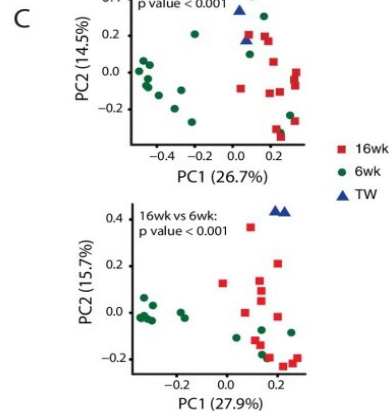 C
p value < 0.001
PC2 (14.5%)
0.2
0.0
−0.2
−0.4 −0.2 0.0 0.2
PC1 (26.7%)
16wk
6wk
TW
16wk vs 6wk:
p value < 0.001
PC2 (15.7%)
0.4
0.2
0.0
−0.2
−0.2 0.0 0.2
PC1 (27.9%)